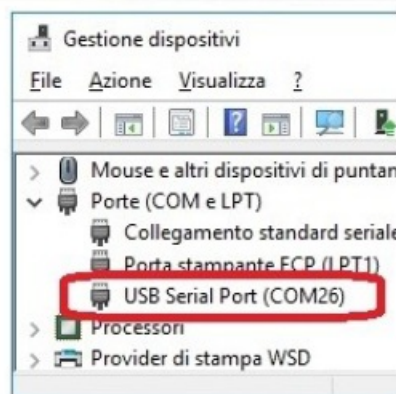 Gestione dispositivi
File Azione Visualizza ?
Mouse e altri dispositivi di
Porte (COM e LPT)
Collegamento standard seriale
Porta stampante ECP (LPT1)
USB Serial Port (COM26)
Processori
Provider di stampa WSD